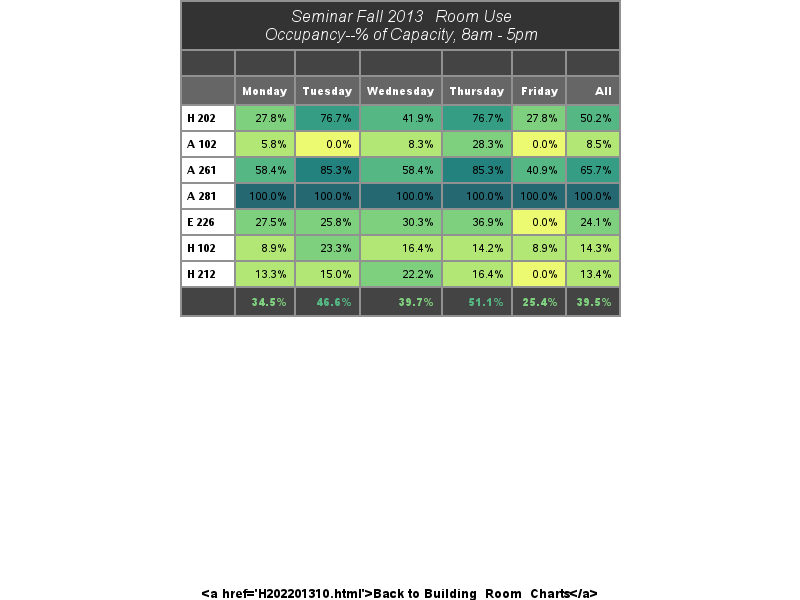 Seminar Fall 2013 Room Use
Occupancy--% of Capacity, 8am - 5pm
Monday Tuesday Wednesday Thursday Friday All
H 202 27.8% 76.7% 41.9% 76.7% 27.8% 50.2%
A 102 5.8% 0.0% 8.3% 28.3% 0.0% 8.5%
A 261 58.4% 85.3% 58.4% 85.3% 40.9% 65.7%
A 281 100.0% 100.0% 100.0% 100.0% 100.0% 100.0%
E 226 27.5% 25.8% 30.3% 36.9% 0.0% 24.1%
H 102 8.9% 23.3% 16.4% 14.2% 8.9% 14.3%
H 212 13.3% 15.0% 22.2% 16.4% 0.0% 13.4%
34.5% 46.6% 39.7% 51.1% 25.4% 39.5%
<a href='H202201310.html'>Back to Building Room Charts</a>